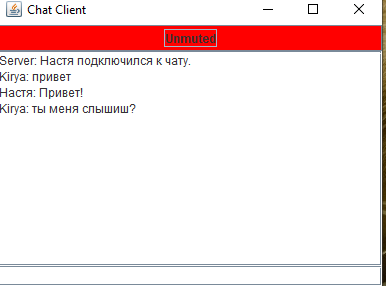 Chat Client
Unmuted
Server: Настя подключился к чату.
Kirya: привет
Настя: Привет!
Kirya: ты меня слышиш?